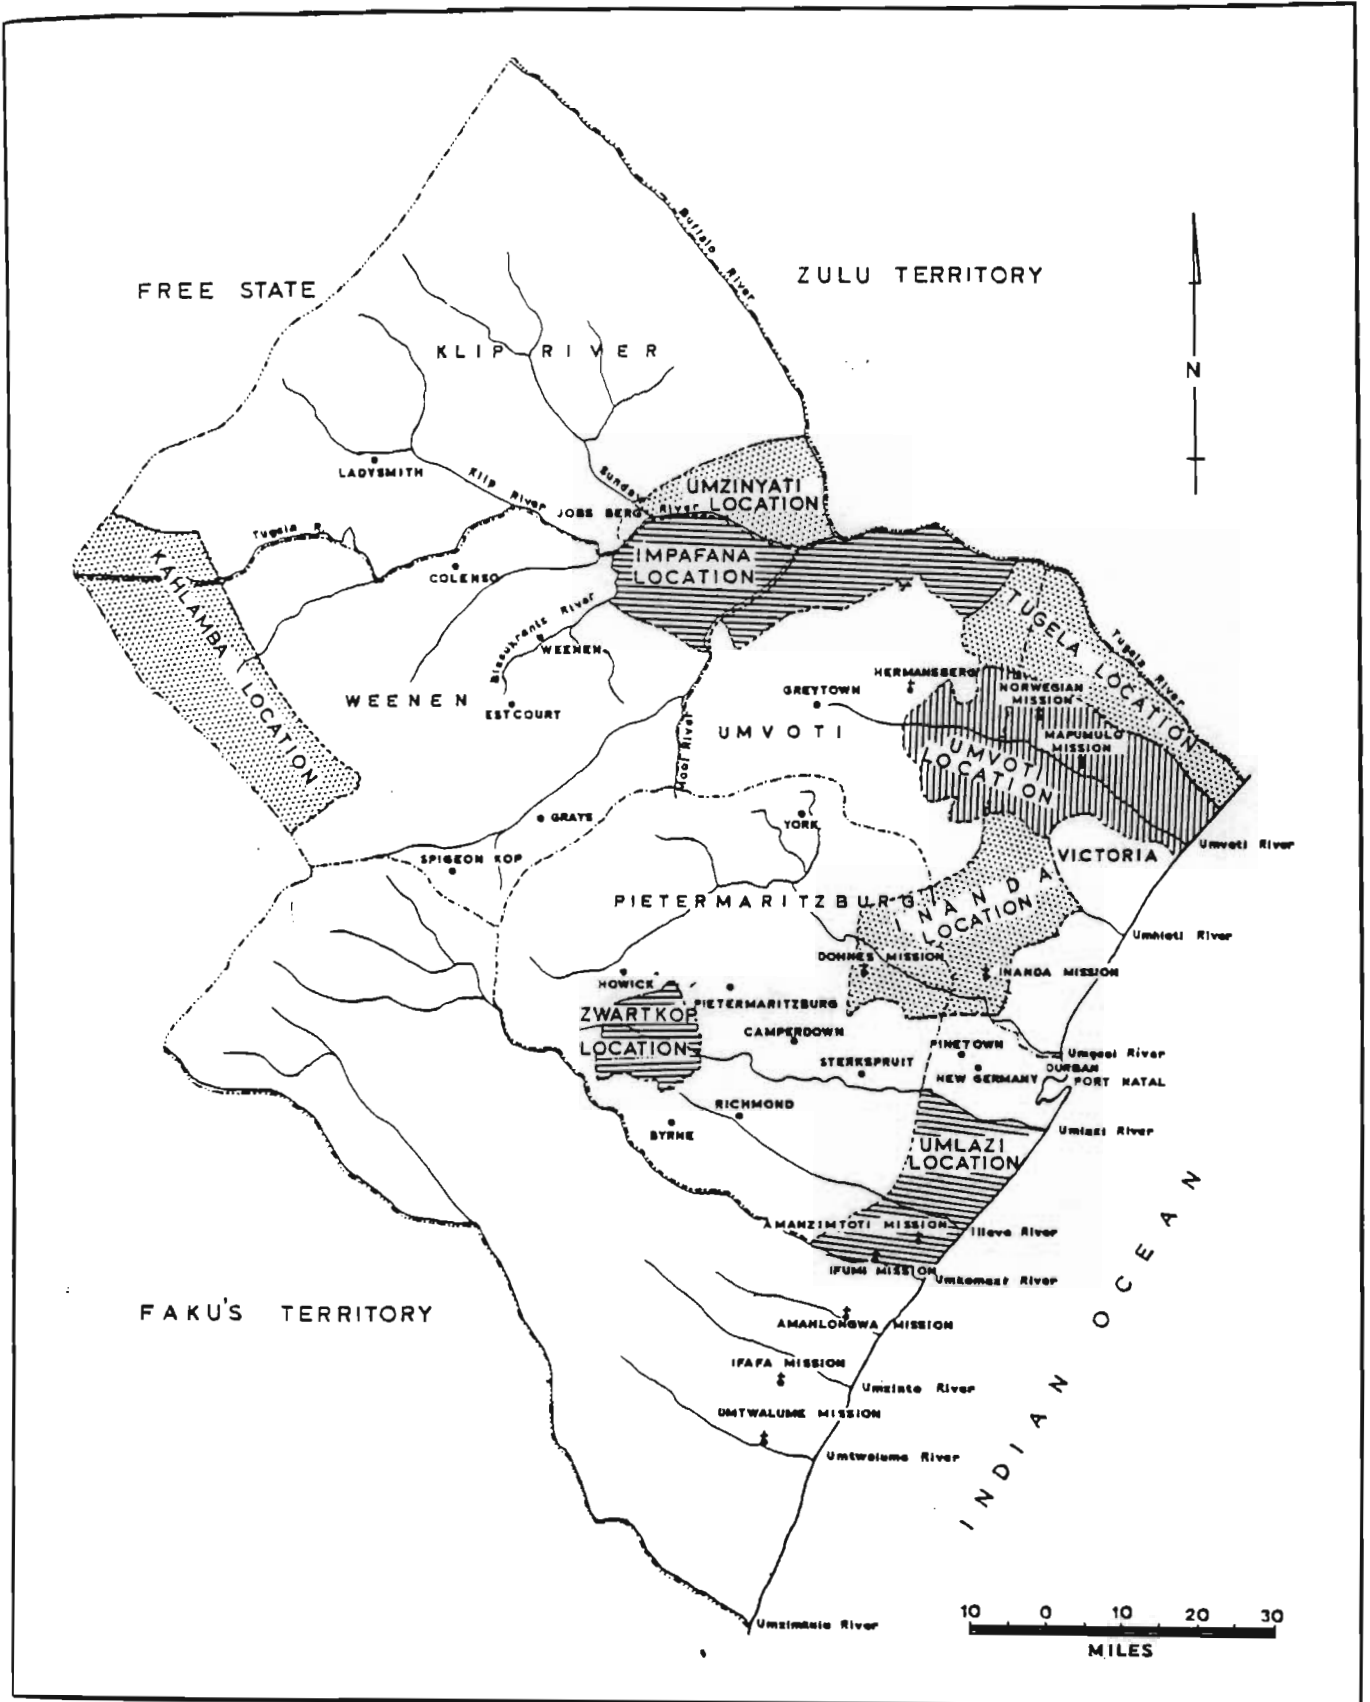 Buffalo River
ZULU TERRITORY
FREE STATE
KLIP RIVER
N
LADYSMITH
Klip River
Sunday River
UMZINYATI
LOCATION
JOBS BERG
Tugela R.
IMPAFANA
LOCATION
COLENSO
KAHLAMBA LOCATION
TUGELA LOCATION
Tugela River
Blaaukrantz River
WEENEN
WEENEN
ESTCOURT
HERMANSBERG
GREYTOWN
NORWEGIAN
MISSION
UMVOTI
MAPUMULO
MISSION
UMVOTI
LOCATION
Mooi River
GRAYS
YORK
SPIGEON KOP
VICTORIA
Umvoti River
PIETERMARITZBURG
INANDA
LOCATION
Umhlati River
DOHNES MISSION
INANDA MISSION
HOWICK
PIETERMARITZBURG
ZWARTKOP
LOCATION
CAMPERDOWN
PINETOWN
Umgeni River
STERKSPRUIT
DURBAN
NEW GERMANY
PORT NATAL
RICHMOND
BYRNE
Umlazi River
UMLAZI
LOCATION
AMANZIMTOTI MISSION
Illova River
IFUMI MISSION
Umkomazi River
FAKU'S TERRITORY
AMAHLONGWA MISSION
INDIAN OCEAN
IFAFA MISSION
Umzinto River
UMTWALUME MISSION
Umtwalume River
Umzimkulu River
10 0 10 20 30
MILES